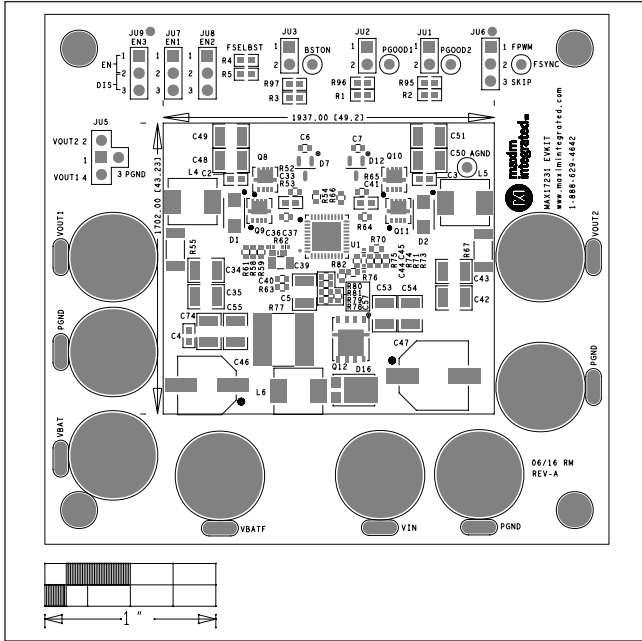 JU9
EN3
JU7
EN1
JU8
EN2
JU3
JU2
JU1
JU6
1
2
3
1
2
3
1
2
3
1
2
1
2
1
2
1
2
3 SKIP
EN
DIS
FSELBST
R4
R5
BSTON
PGOOD1
PGOOD2
FPWM
FSYNC
R97
R3
R96
R1
R95
R2
1937.00 [49.2]
1702.00 [43.23]
JU5
VOUT2 2
1
3 PGND
VOUT1 4
C49
C48
C2
L4
C6
C7
D7
D12
C51
C50
AGND
C3
L5
Q8
R52
C33
R53
Q10
R54
R66
R65
C41
Q9
D1
C36
C37
R62
U1
R64
Q11
D2
R70
R55
R61
R58
R59
C39
R82
R76
R75
C44
C45
R74
R71
R73
R67
C34
C35
C40
R63
C5
R80
R81
R79
R78
C57
C53
C54
C43
C42
C74
C55
C4
R77
C46
L6
Q12
D16
C47
maxim
integrated™
MAX17231 EVKIT
www.maximintegrated.com
1-888-629-4642
VOUT1
PGND
VBAT
VOUT2
PGND
VBATF
VIN
PGND
06/16 RM
REV-A
1 "